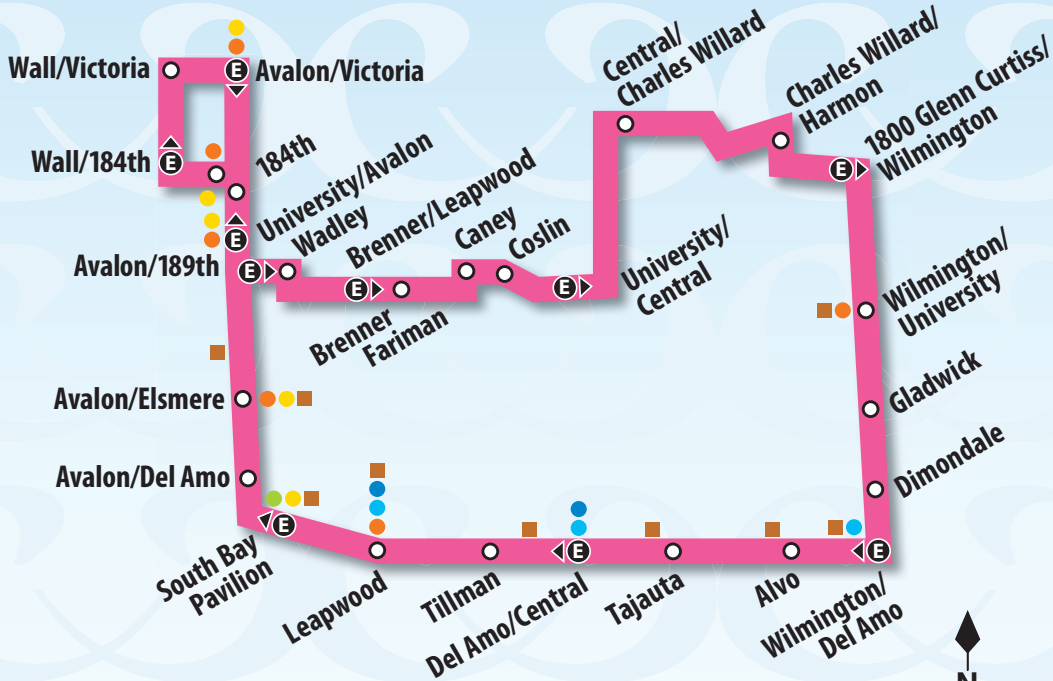 Wall/Victoria
E
Avalon/Victoria
Wall/184th
E
184th
Avalon/189th
E
University/Avalon
E
Wadley
Brenner/Leapwood
E
Brenner
Fariman
Caney
Coslin
E
University/
Central
Central/
Charles Willard
Charles Willard/
Harmon
E
1800 Glenn Curtiss/
Wilmington
Wilmington/
University
Gladwick
Dimondale
E
Wilmington/
Del Amo
Alvo
Tajauta
E
Del Amo/Central
Tillman
Leapwood
E
South Bay
Pavilion
Avalon/Del Amo
Avalon/Elsmere
N